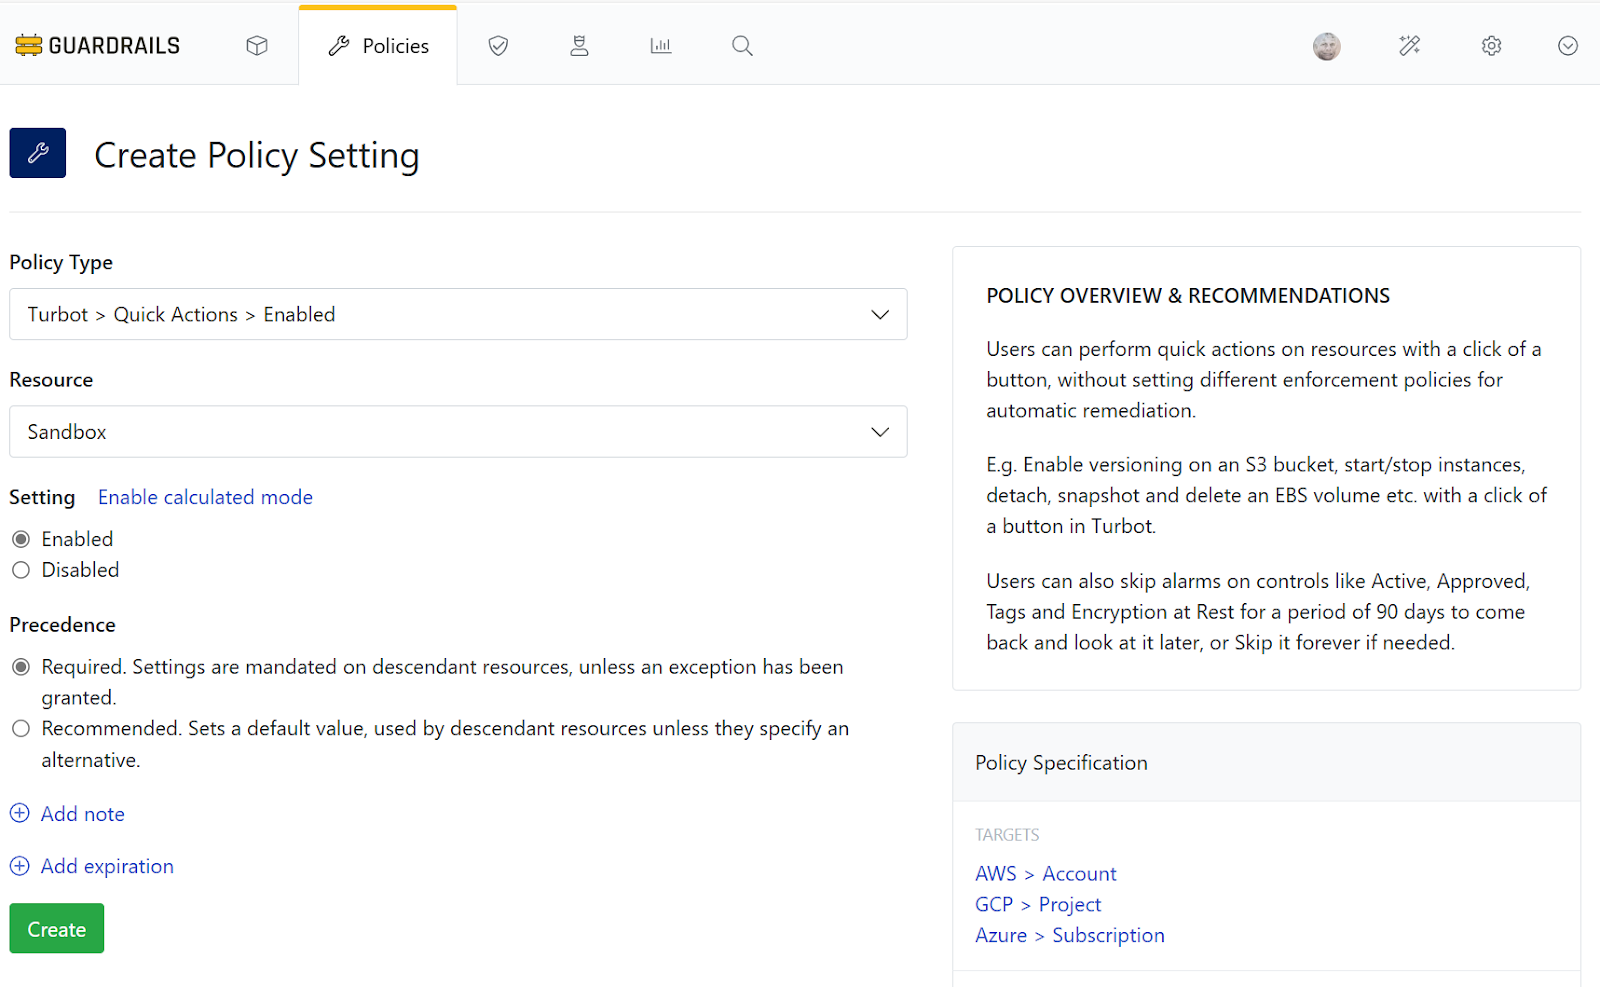 GUARDRAILS
Policies
Create Policy Setting
Policy Type
Turbot > Quick Actions > Enabled
Resource
Sandbox
Setting Enable calculated mode
Enabled
Disabled
Precedence
Required. Settings are mandated on descendant resources, unless an exception has been
granted.
Recommended. Sets a default value, used by descendant resources unless they specify an
alternative.
Add note
Add expiration
Create
POLICY OVERVIEW & RECOMMENDATIONS
Users can perform quick actions on resources with a click of a
button, without setting different enforcement policies for
automatic remediation.
E.g. Enable versioning on an S3 bucket, start/stop instances,
detach, snapshot and delete an EBS volume etc. with a click of
a button in Turbot.
Users can also skip alarms on controls like Active, Approved,
Tags and Encryption at Rest for a period of 90 days to come
back and look at it later, or Skip it forever if needed.
Policy Specification
TARGETS
AWS > Account
GCP > Project
Azure > Subscription